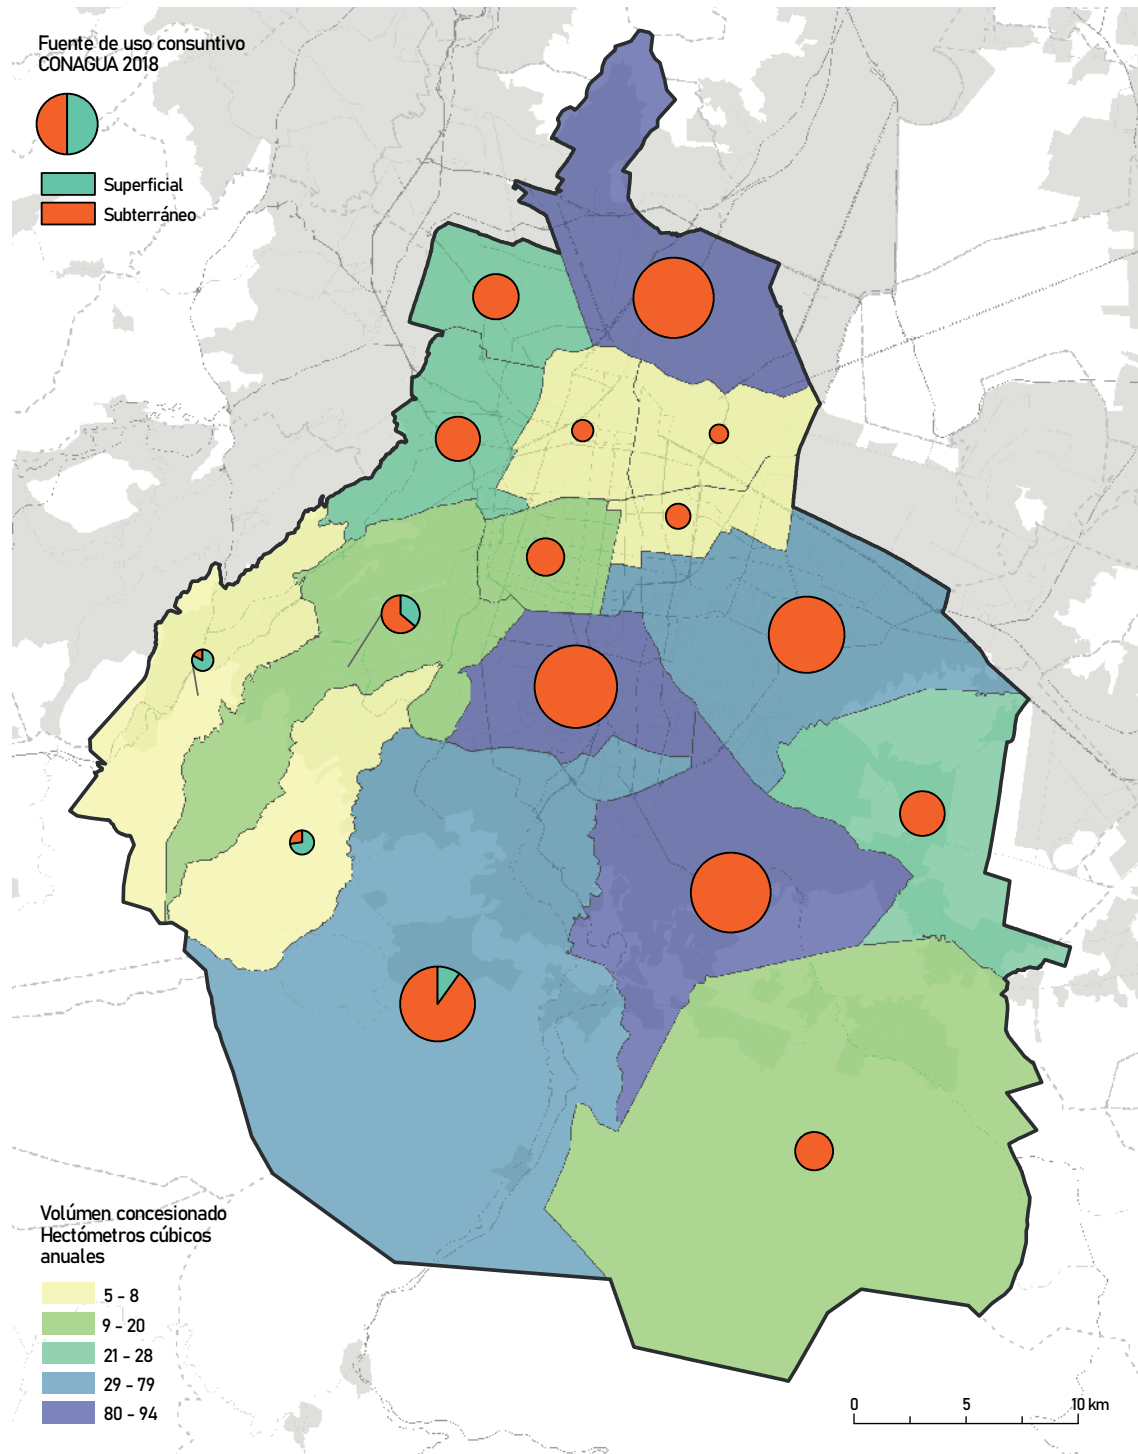 Fuente de uso consuntivo
CONAGUA 2018
Superficial
Subterráneo
Volúmen concesionado
Hectómetros cúbicos
anuales
5 - 8
9 - 20
21 - 28
29 - 79
80 - 94
0 5 10 km